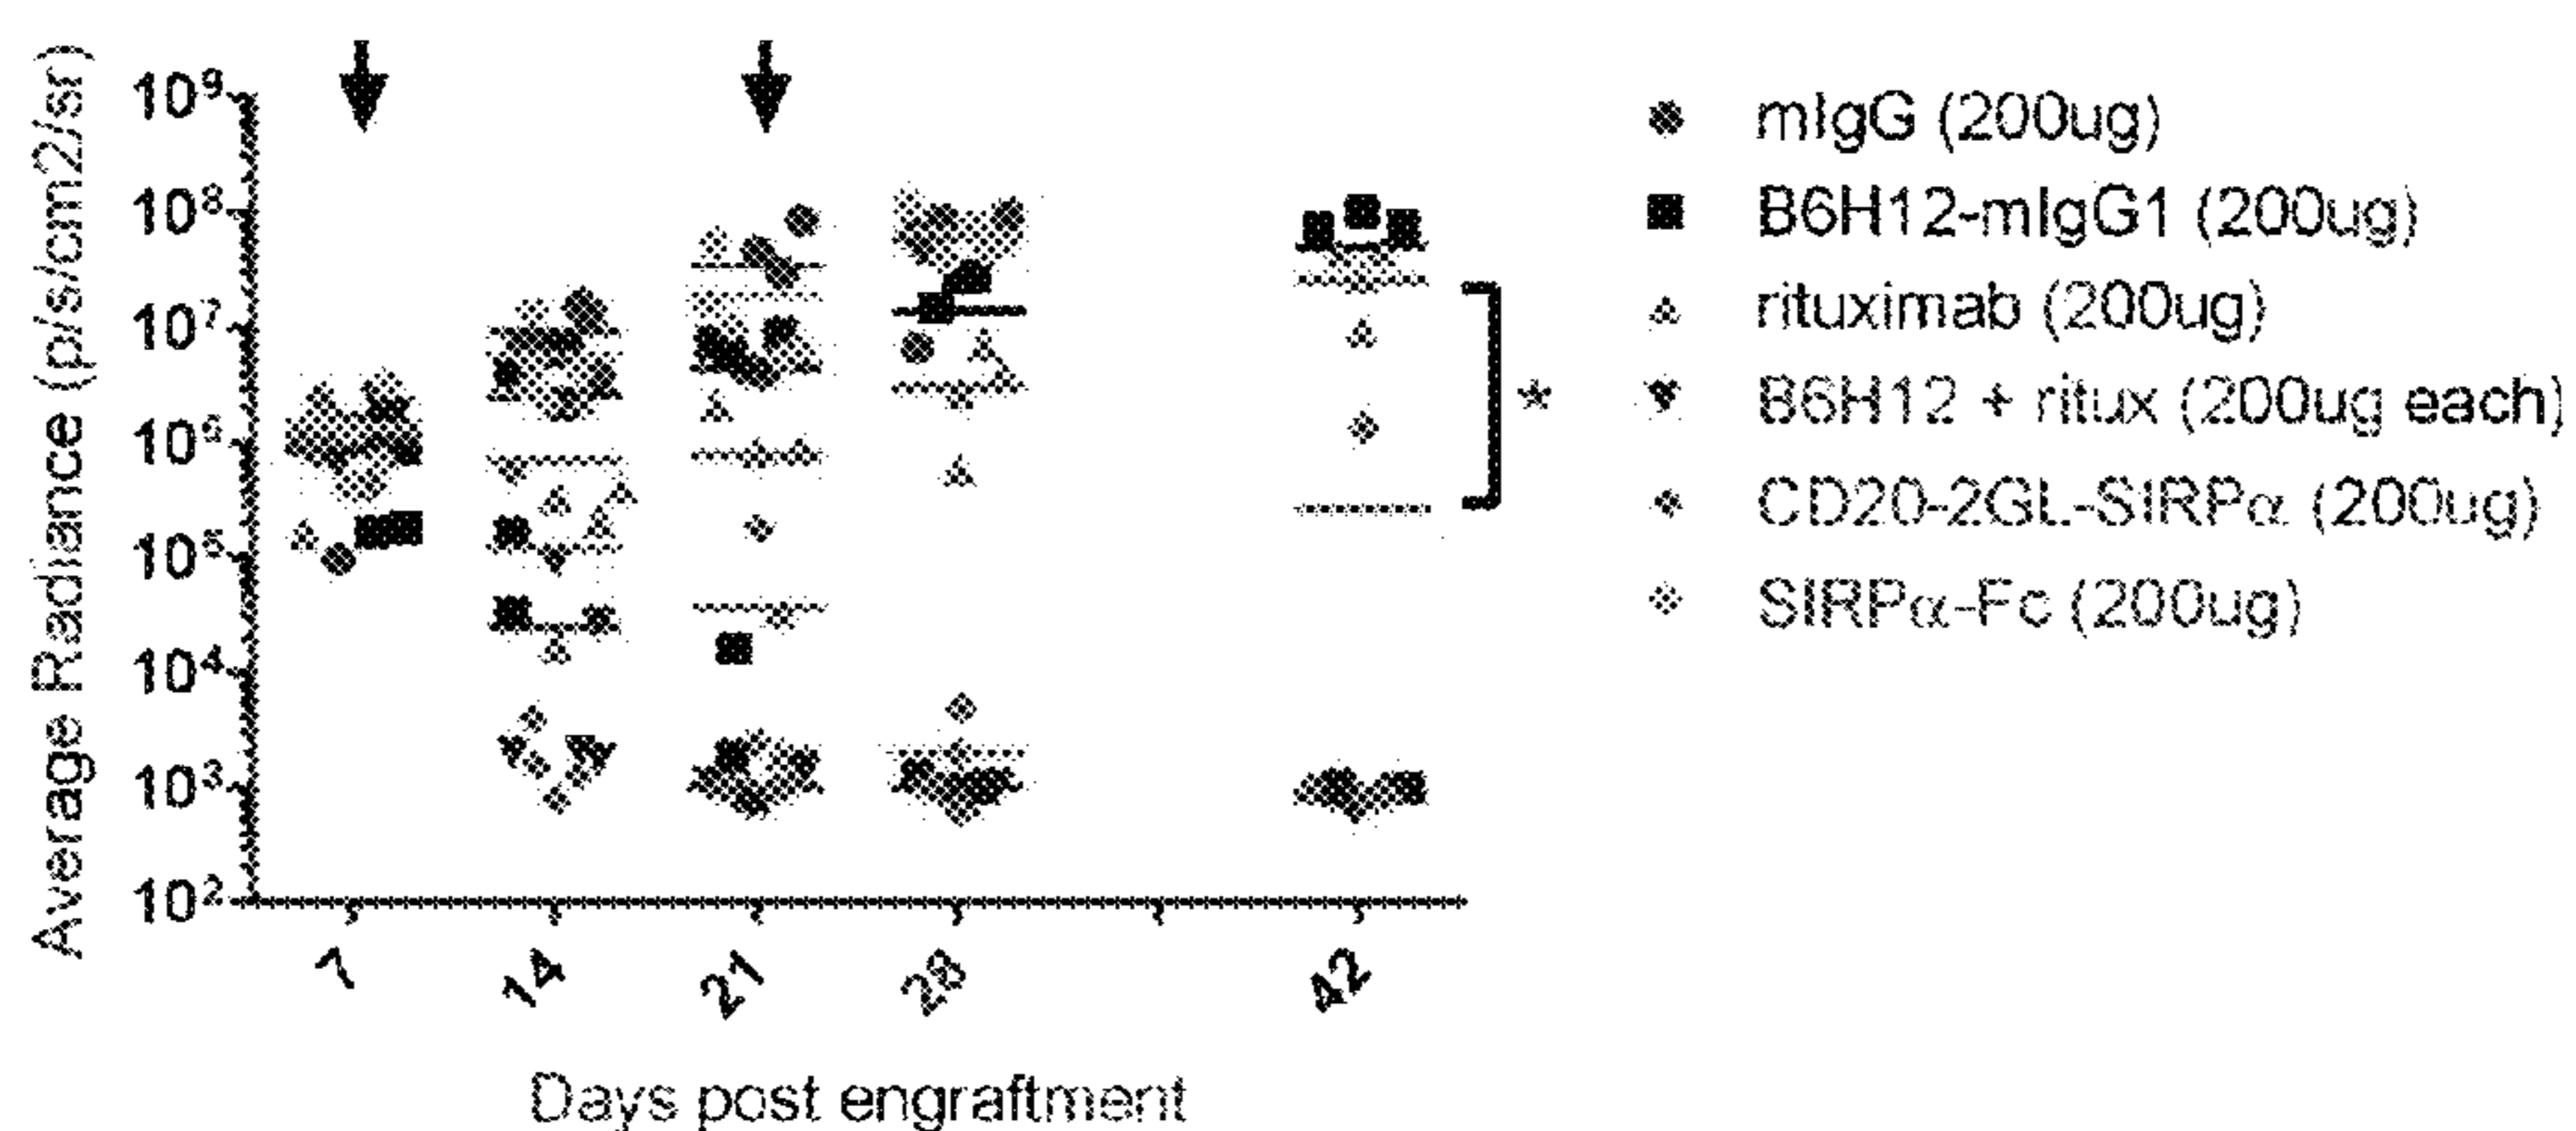 Average Radiance (p/s/cm2/sr)
10⁹
10⁸
10⁷
10⁶
10⁵
10⁴
10³
10²
7
14
21
28
42
Days post engraftment
mIgG (200ug)
B6H12-mIgG1 (200ug)
rituximab (200ug)
B6H12 + ritux (200ug each)
CD20-2GL-SIRPα (200ug)
SIRPα-Fc (200ug)
*